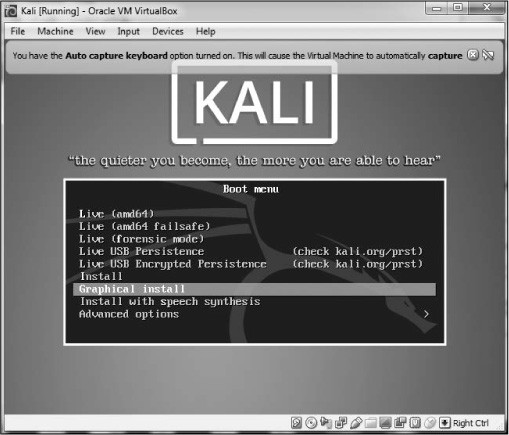 Kali [Running] - Oracle VM VirtualBox
File Machine View Input Devices Help
You have the Auto capture keyboard option turned on. This will cause the Virtual Machine to automatically capture
KALI
"the quieter you become, the more you are able to hear"
Boot menu
Live (amd64)
Live (amd64 failsafe)
Live (forensic mode)
Live USB Persistence (check kali.org/prst)
Live USB Encrypted Persistence (check kali.org/prst)
Install
Graphical install
Install with speech synthesis
Advanced options >
Right Ctrl